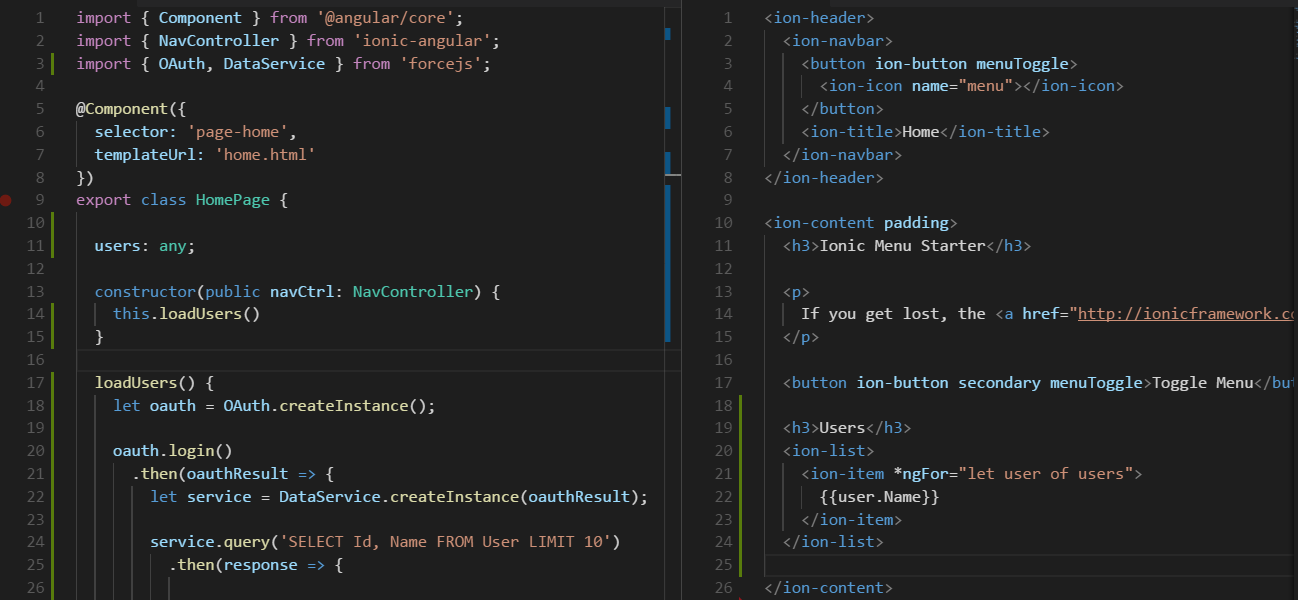 1 import { Component } from '@angular/core';
2 import { NavController } from 'ionic-angular';
3 import { OAuth, DataService } from 'forcejs';
4
5 @Component({
6   selector: 'page-home',
7   templateUrl: 'home.html'
8 })
9 export class HomePage {
10
11   users: any;
12
13   constructor(public navCtrl: NavController) {
14     this.loadUsers()
15   }
16
17   loadUsers() {
18     let oauth = OAuth.createInstance();
19
20     oauth.login()
21       .then(oauthResult => {
22         let service = DataService.createInstance(oauthResult);
23
24         service.query('SELECT Id, Name FROM User LIMIT 10')
25           .then(response => {
26
1 <ion-header>
2   <ion-navbar>
3     <button ion-button menuToggle>
4       <ion-icon name="menu"></ion-icon>
5     </button>
6     <ion-title>Home</ion-title>
7   </ion-navbar>
8 </ion-header>
9
10 <ion-content padding>
11   <h3>Ionic Menu Starter</h3>
12
13   <p>
14     If you get lost, the <a href="http://ionicframework.co
15   </p>
16
17   <button ion-button secondary menuToggle>Toggle Menu</but
18
19   <h3>Users</h3>
20   <ion-list>
21     <ion-item *ngFor="let user of users">
22       {{user.Name}}
23     </ion-item>
24   </ion-list>
25
26 </ion-content>